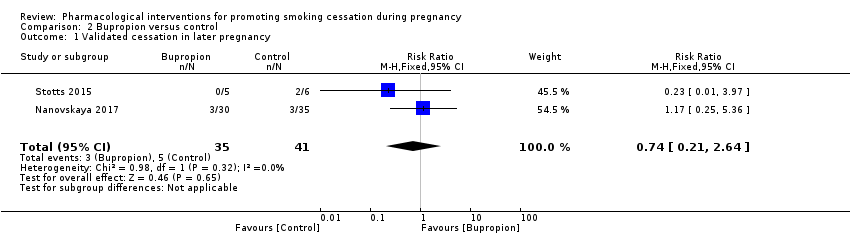 Review: Pharmacological interventions for promoting smoking cessation during pregnancy
Comparison: 2 Bupropion versus control
Outcome: 1 Validated cessation in later pregnancy
Study or subgroup Bupropion Control Risk Ratio Weight Risk Ratio
n/N n/N M-H,Fixed,95% CI M-H,Fixed,95% CI
Stotts 2015 0/5 2/6 45.5 % 0.23 [ 0.01, 3.97 ]
Nanovskaya 2017 3/30 3/35 54.5 % 1.17 [ 0.25, 5.36 ]
Total (95% CI) 35 41 100.0 % 0.74 [ 0.21, 2.64 ]
Total events: 3 (Bupropion), 5 (Control)
Heterogeneity: Chi² = 0.98, df = 1 (P = 0.32); I² =0.0%
Test for overall effect: Z = 0.46 (P = 0.65)
Test for subgroup differences: Not applicable
0.01 0.1 1 10 100
Favours [Control] Favours [Bupropion]